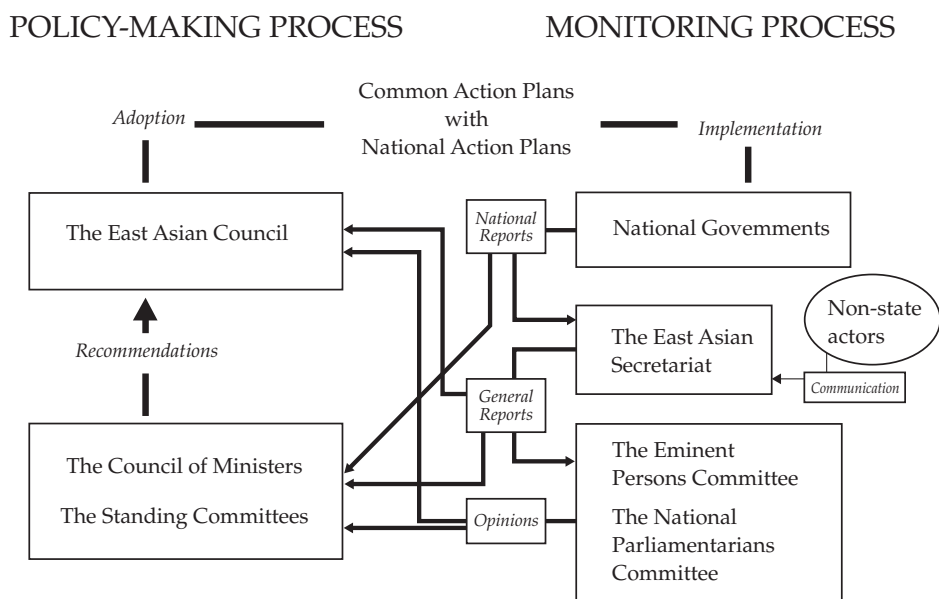 POLICY-MAKING PROCESS
MONITORING PROCESS
Common Action Plans
with
National Action Plans
Adoption
Implementation
The East Asian Council
National
Reports
National Govemments
Non-state
actors
Recommendations
The East Asian
Secretariat
Communication
General
Reports
The Council of Ministers
The Standing Committees
Opinions
The Eminent
Persons Committee
The National
Parliamentarians
Committee